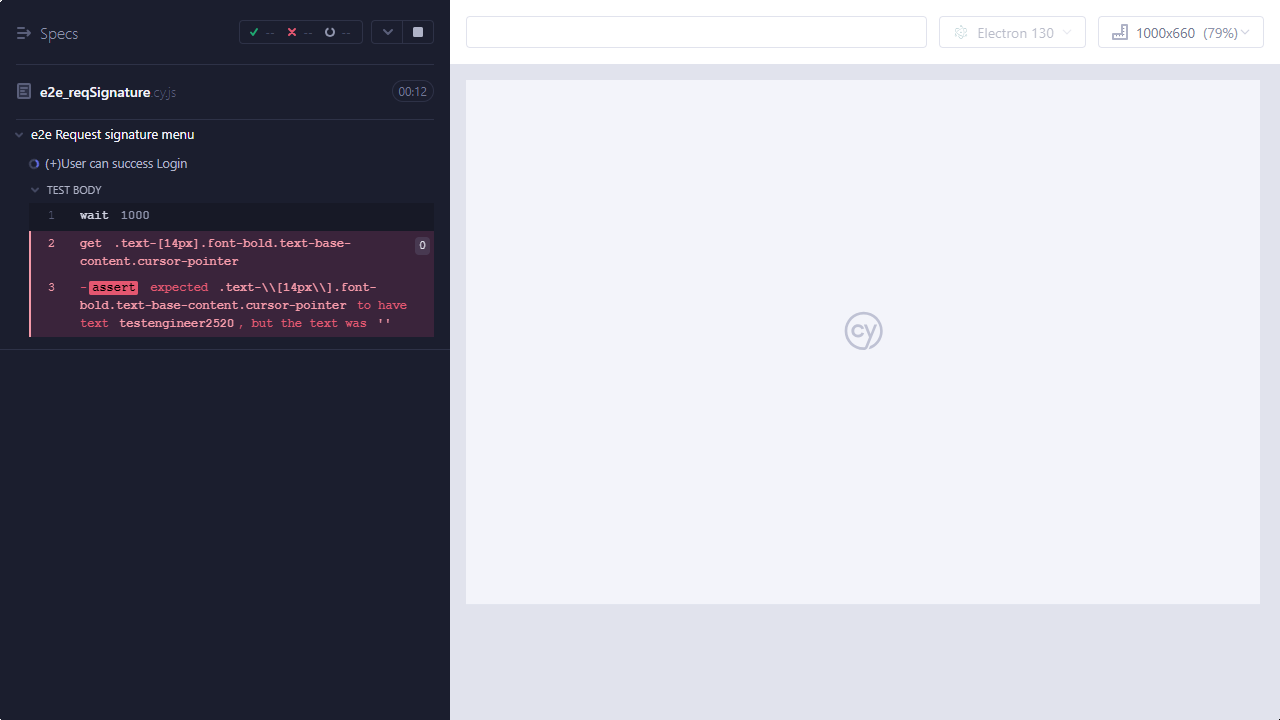 Specs
-- -- --
e2e_reqSignature.cy.js
00:12
e2e Request signature menu
(+)User can success Login
TEST BODY
1 wait 1000
2 get .text-[14px].font-bold.text-base-
content.cursor-pointer
0
3 -assert expected .text-\\[14px\\].font-
bold.text-base-content.cursor-pointer to have
text testengineer2520, but the text was ''
Electron 130
1000x660 (79%)
cy